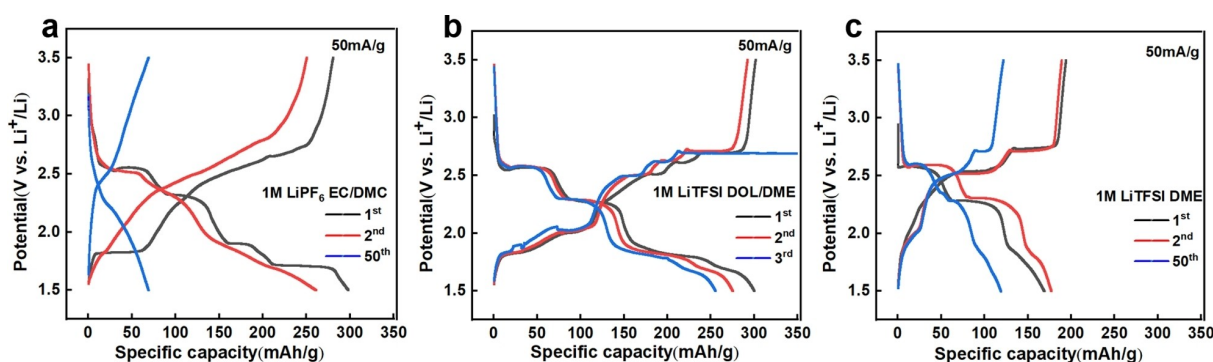 a
50mA/g
Potential(V vs. Li⁺/Li)
3.5
3.0
2.5
2.0
1.5
1M LiPF₆ EC/DMC
1ˢᵗ
2ⁿᵈ
50ᵗʰ
0 50 100 150 200 250 300 350
Specific capacity(mAh/g)
b
50mA/g
Potential(V vs. Li⁺/Li)
3.5
3.0
2.5
2.0
1.5
1M LiTFSI DOL/DME
1ˢᵗ
2ⁿᵈ
3ʳᵈ
0 50 100 150 200 250 300 350
Specific capacity(mAh/g)
c
50mA/g
Potential(V vs. Li⁺/Li)
3.5
3.0
2.5
2.0
1.5
1M LiTFSI DME
1ˢᵗ
2ⁿᵈ
50ᵗʰ
0 50 100 150 200 250 300 350
Specific capacity(mAh/g)